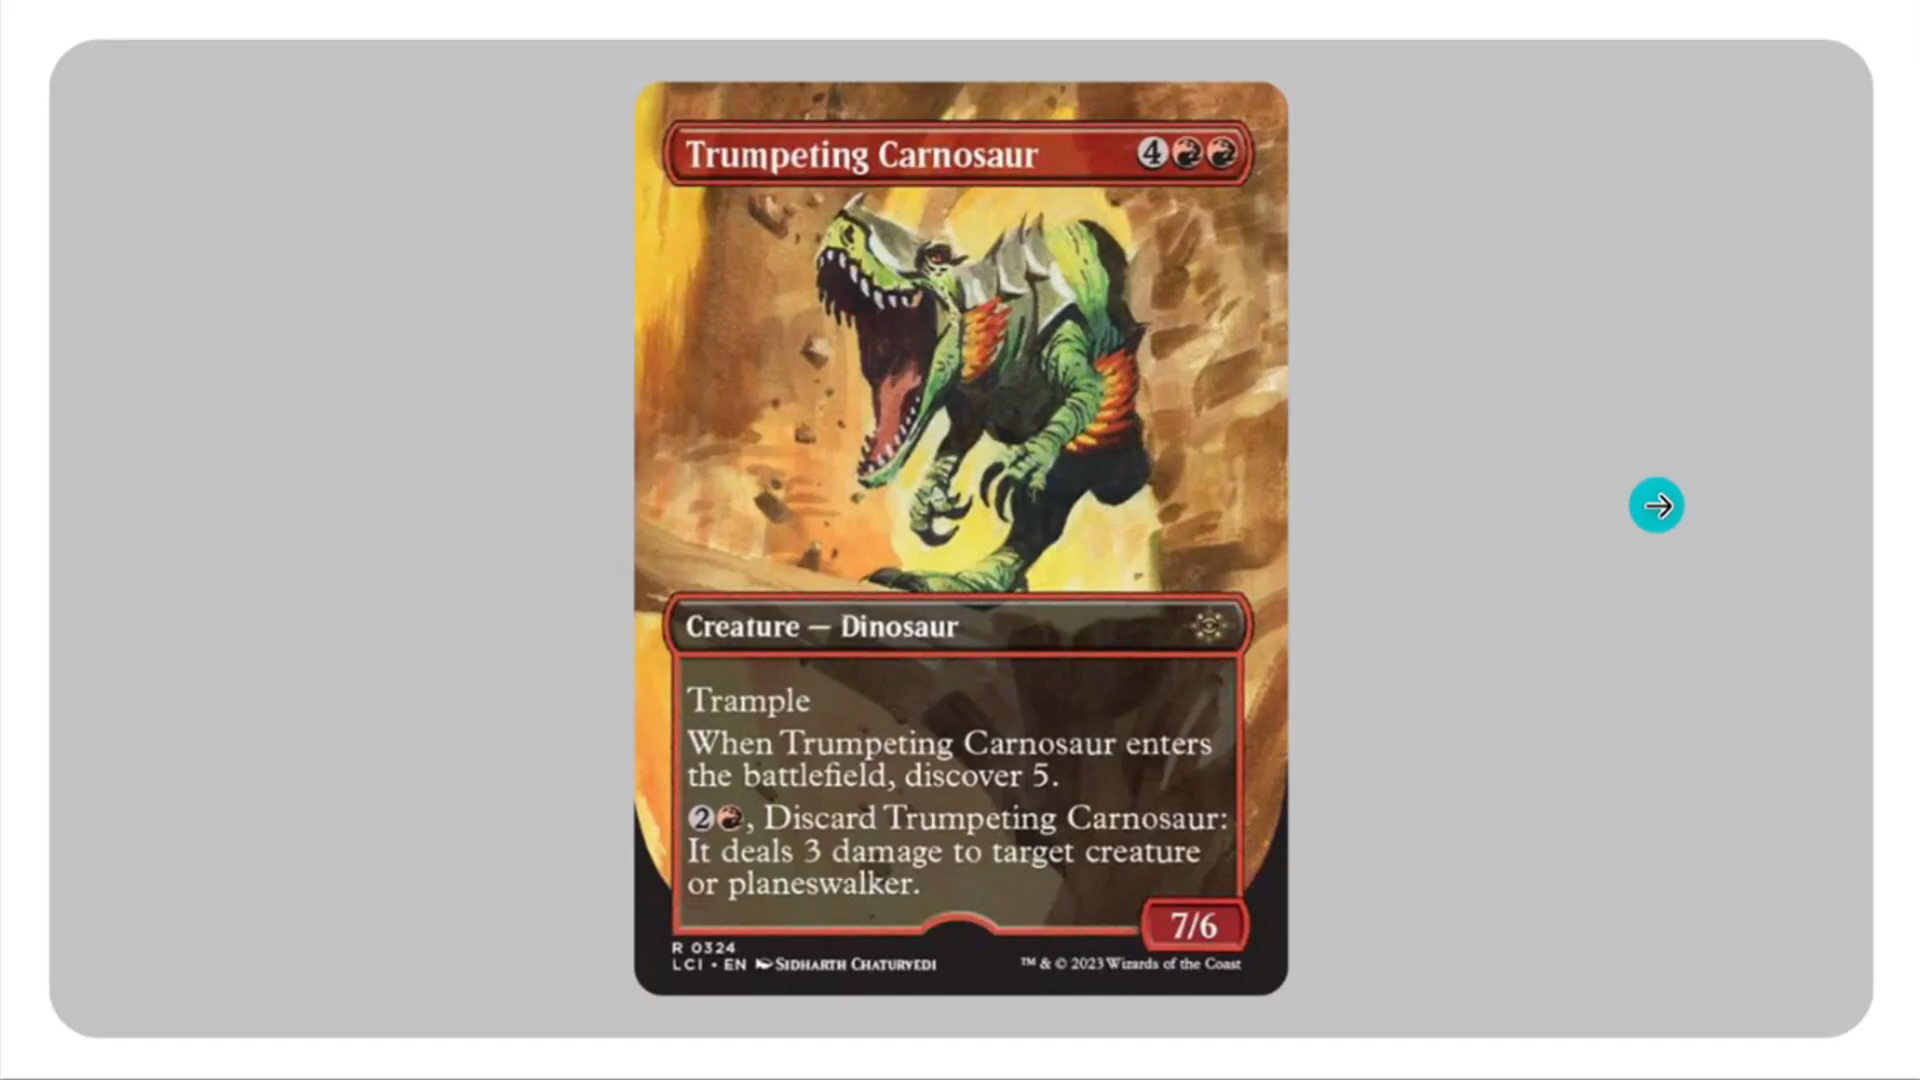 Trumpeting Carnosaur 4
Creature — Dinosaur
Trample
When Trumpeting Carnosaur enters
the battlefield, discover 5.
2, Discard Trumpeting Carnosaur:
It deals 3 damage to target creature
or planeswalker.
7/6
R 0324
LCI • EN SIDHARTH CHATURVEDI
™ & © 2023 Wizards of the Coast